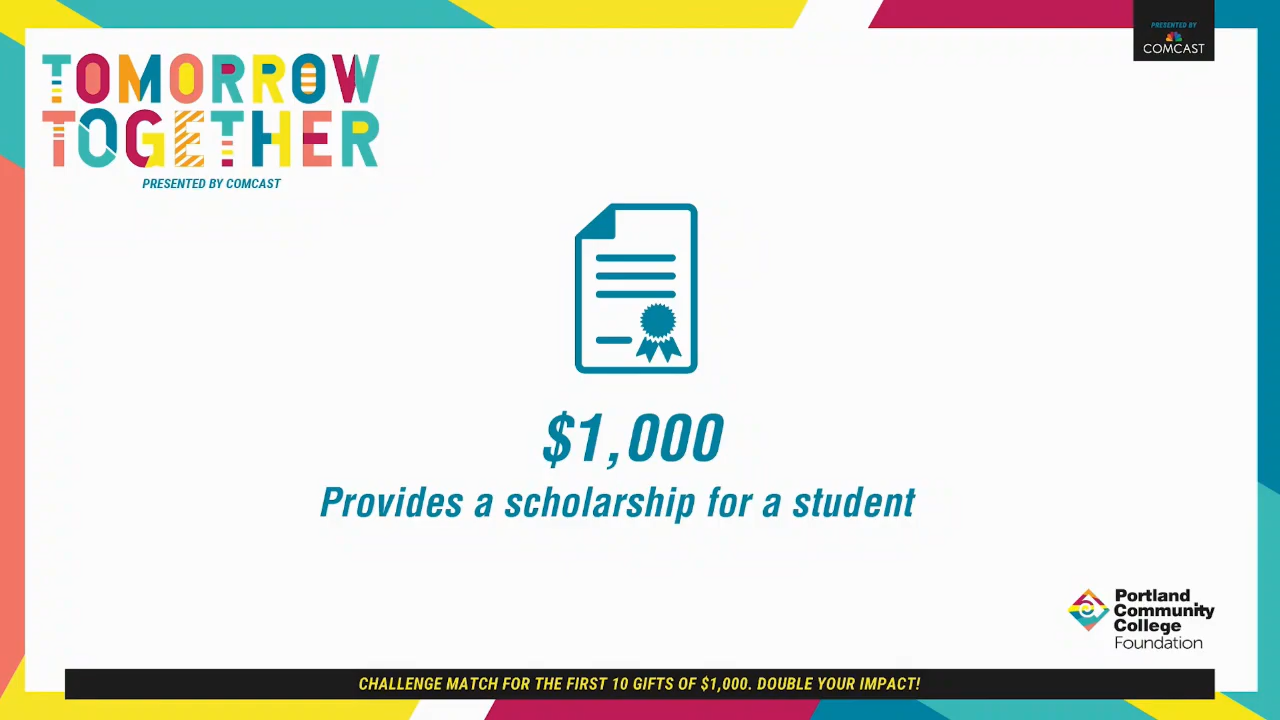 PRESENTED BY
COMCAST
TOMORROW
TOGETHER
PRESENTED BY COMCAST
$1,000
Provides a scholarship for a student
Portland
Community
College
Foundation
CHALLENGE MATCH FOR THE FIRST 10 GIFTS OF $1,000. DOUBLE YOUR IMPACT!